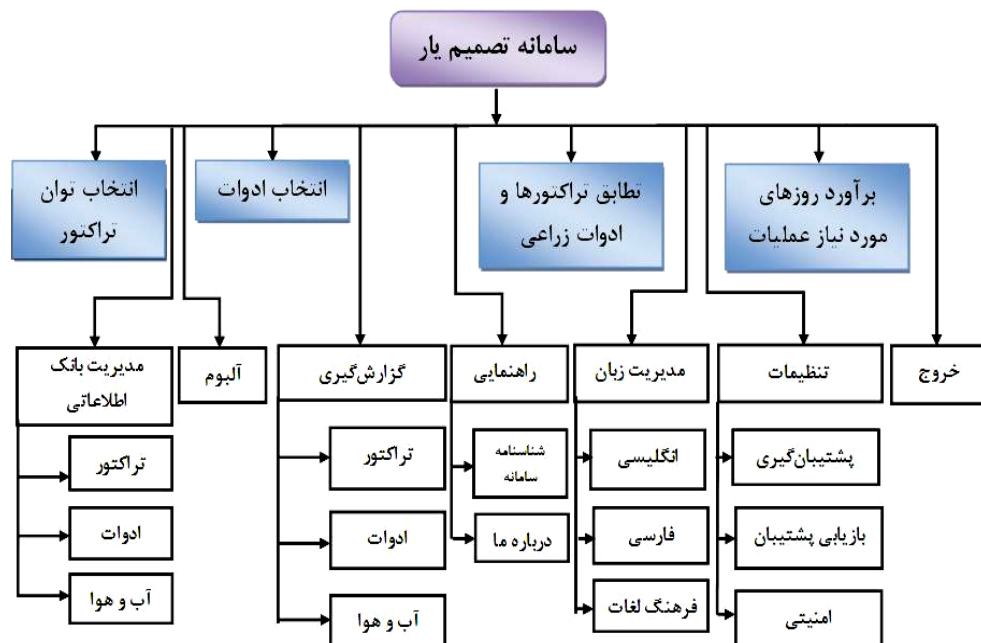 سامانه تصمیم یار
برآورد روزهای
مورد نیاز عملیات
تطابق تراکتورها و
ادوات زراعی
انتخاب ادوات
انتخاب توان
تراکتور
خروج
تنظیمات
مدیریت زبان
راهنمایی
گزارش‌گیری
آلبوم
مدیریت بانک
اطلاعاتی
پشتیبان‌گیری
بازیابی پشتیبان
امنیتی
انگلیسی
فارسی
فرهنگ لغات
شناسنامه
سامانه
درباره ما
تراکتور
ادوات
آب و هوا
تراکتور
ادوات
آب و هوا